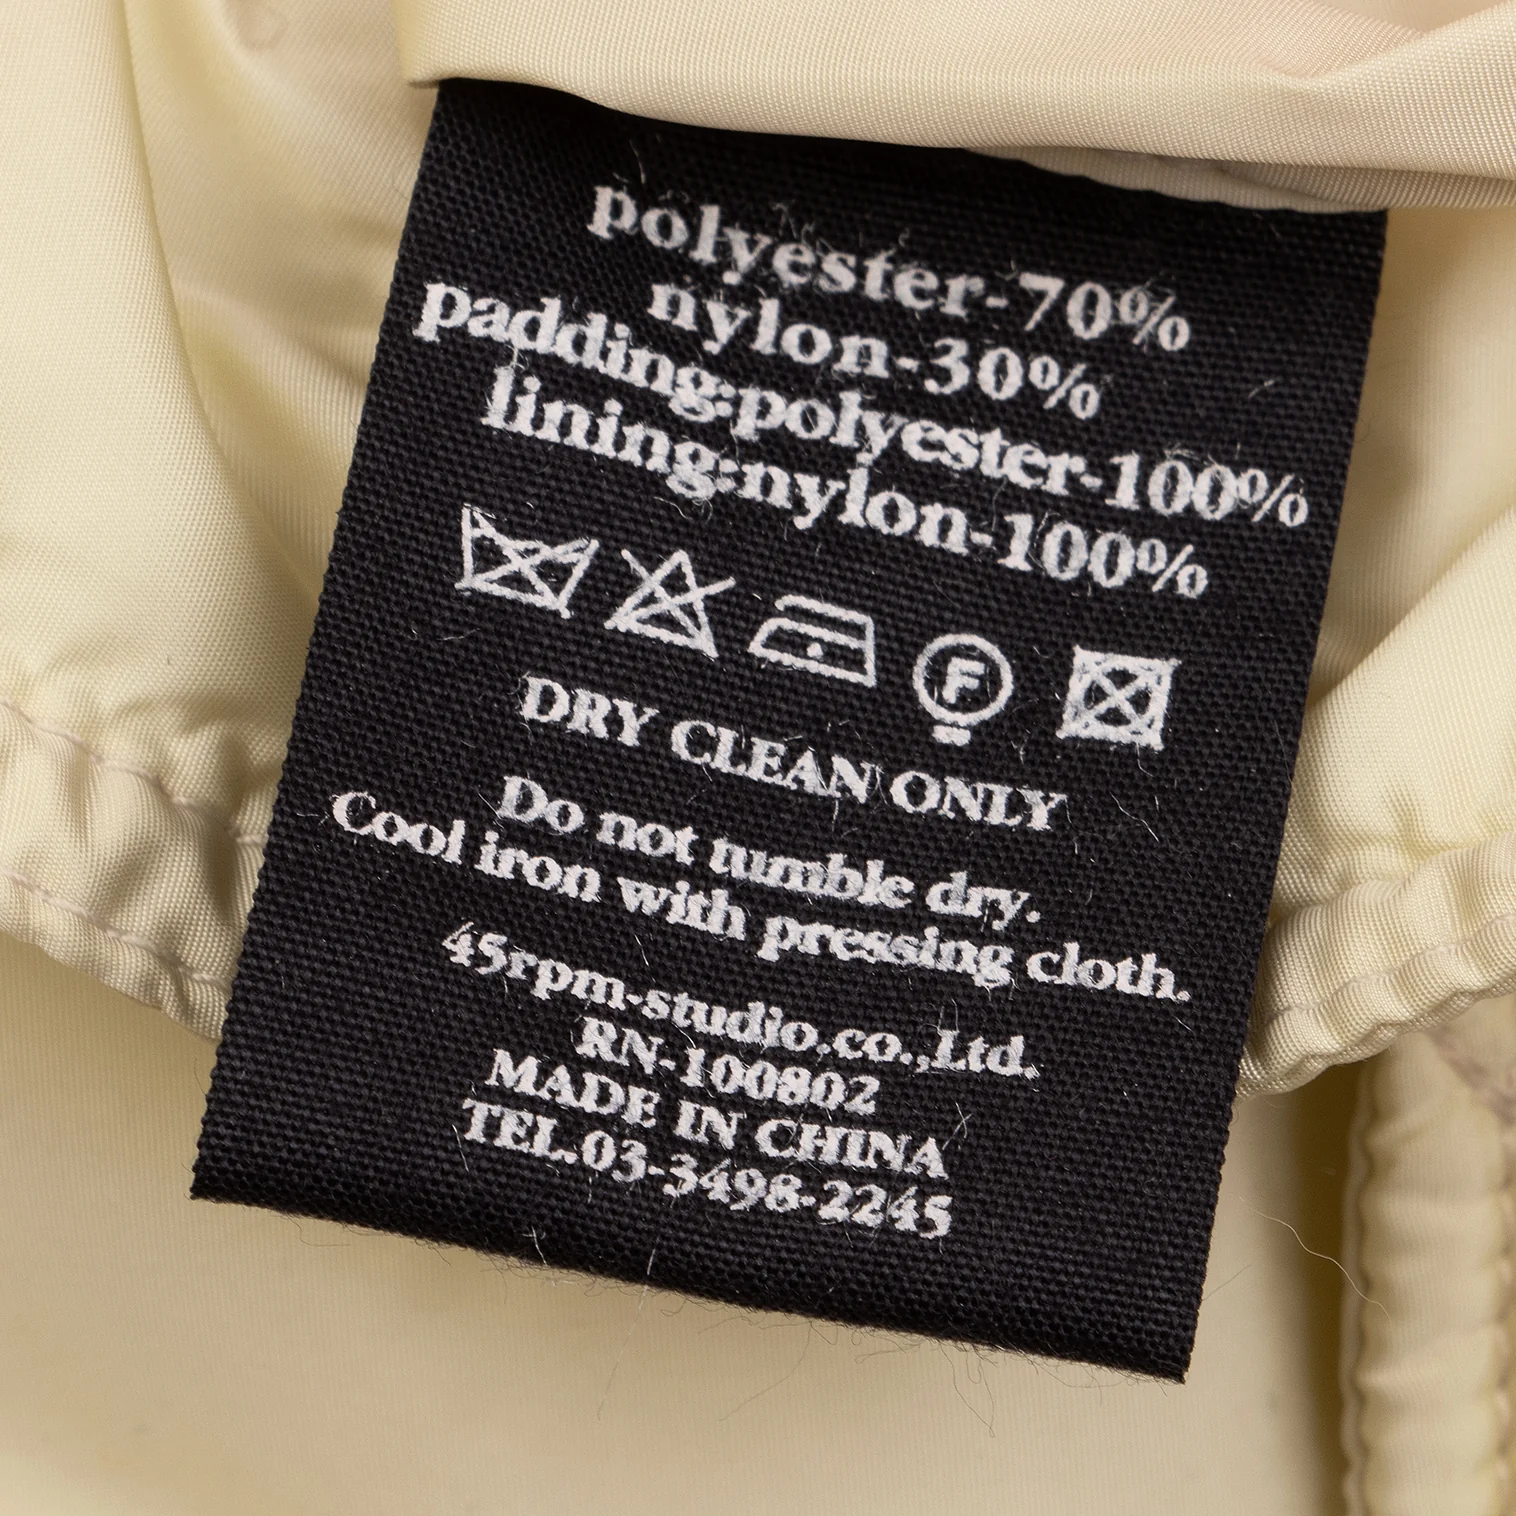 polyester-70%
nylon-30%
padding:polyester-100%
lining:nylon-100%
F
DRY CLEAN ONLY
Do not tumble dry.
Cool iron with pressing cloth.
45rpm-studio.co.,Ltd.
RN-100802
MADE IN CHINA
TEL.03-3498-2245